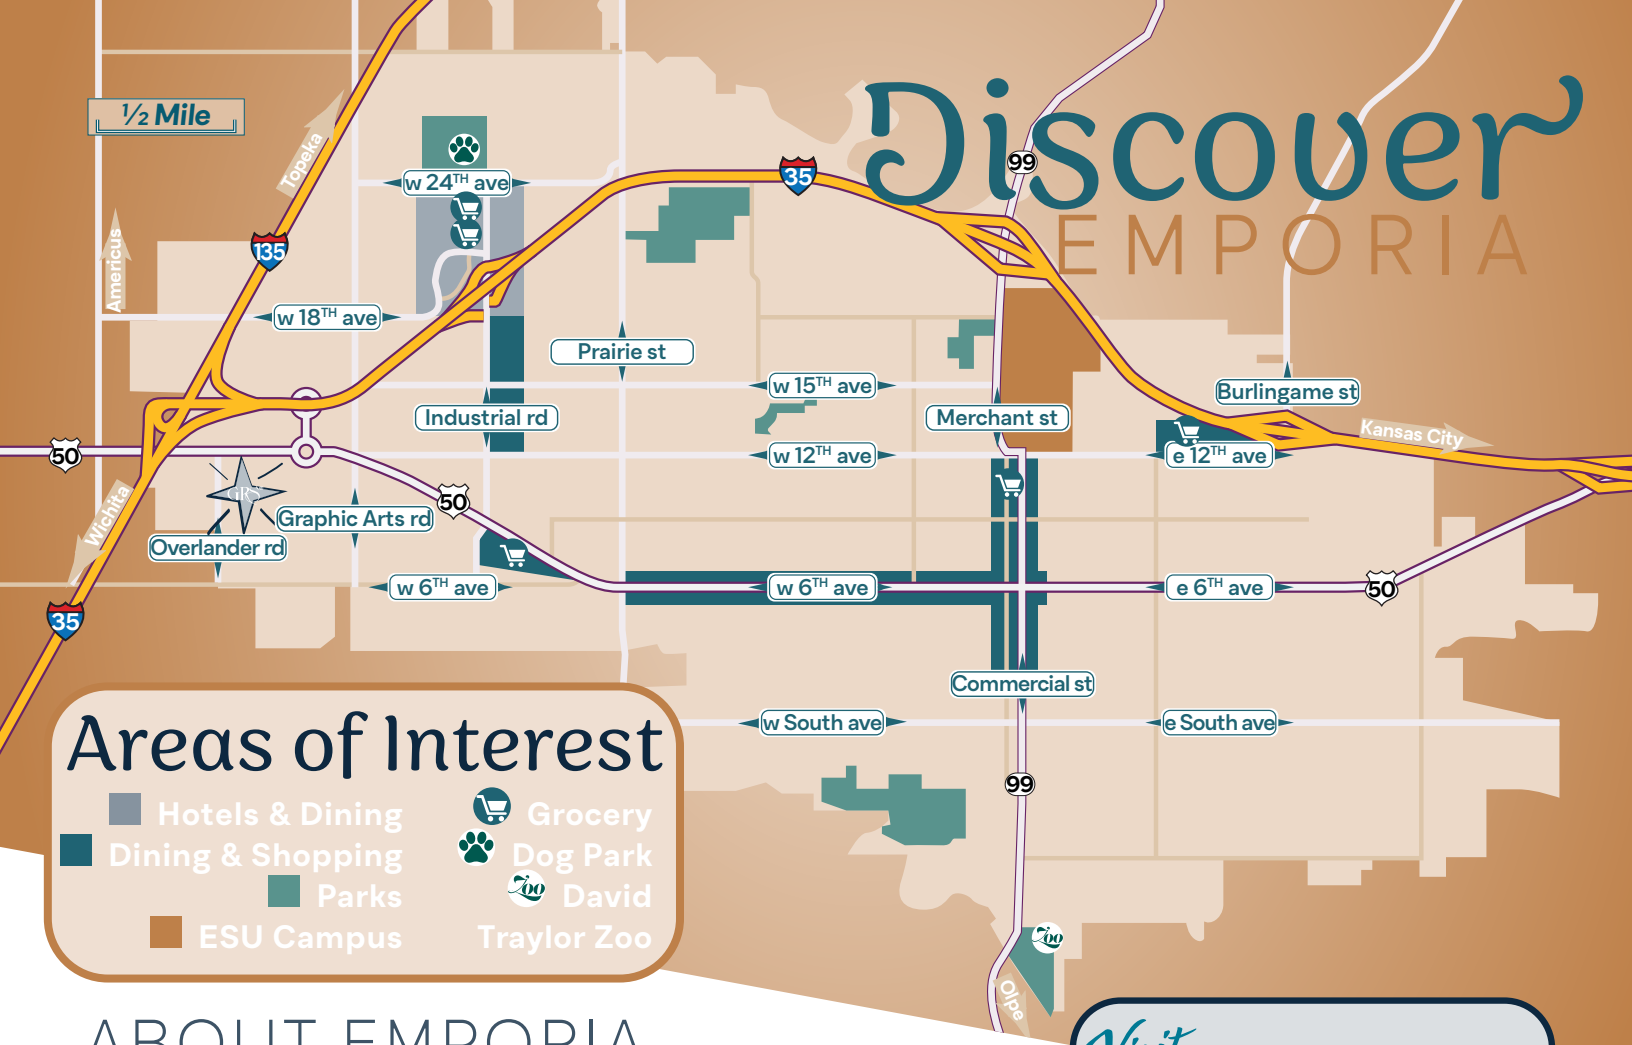 Discover
EMPORIA
½ Mile
Topeka
Americus
99
35
135
w 24TH ave
w 18TH ave
Prairie st
w 15TH ave
Industrial rd
Merchant st
Burlingame st
Kansas City
50
w 12TH ave
e 12TH ave
GRS
Wichita
50
Graphic Arts rd
Overlander rd
w 6TH ave
w 6TH ave
e 6TH ave
50
35
Commercial st
w South ave
e South ave
99
Zoo
Olpe
Areas of Interest
Hotels & Dining
Dining & Shopping
Parks
ESU Campus
Grocery
Dog Park
Zoo
David
Traylor Zoo
ABOUT EMPORIA
Visit